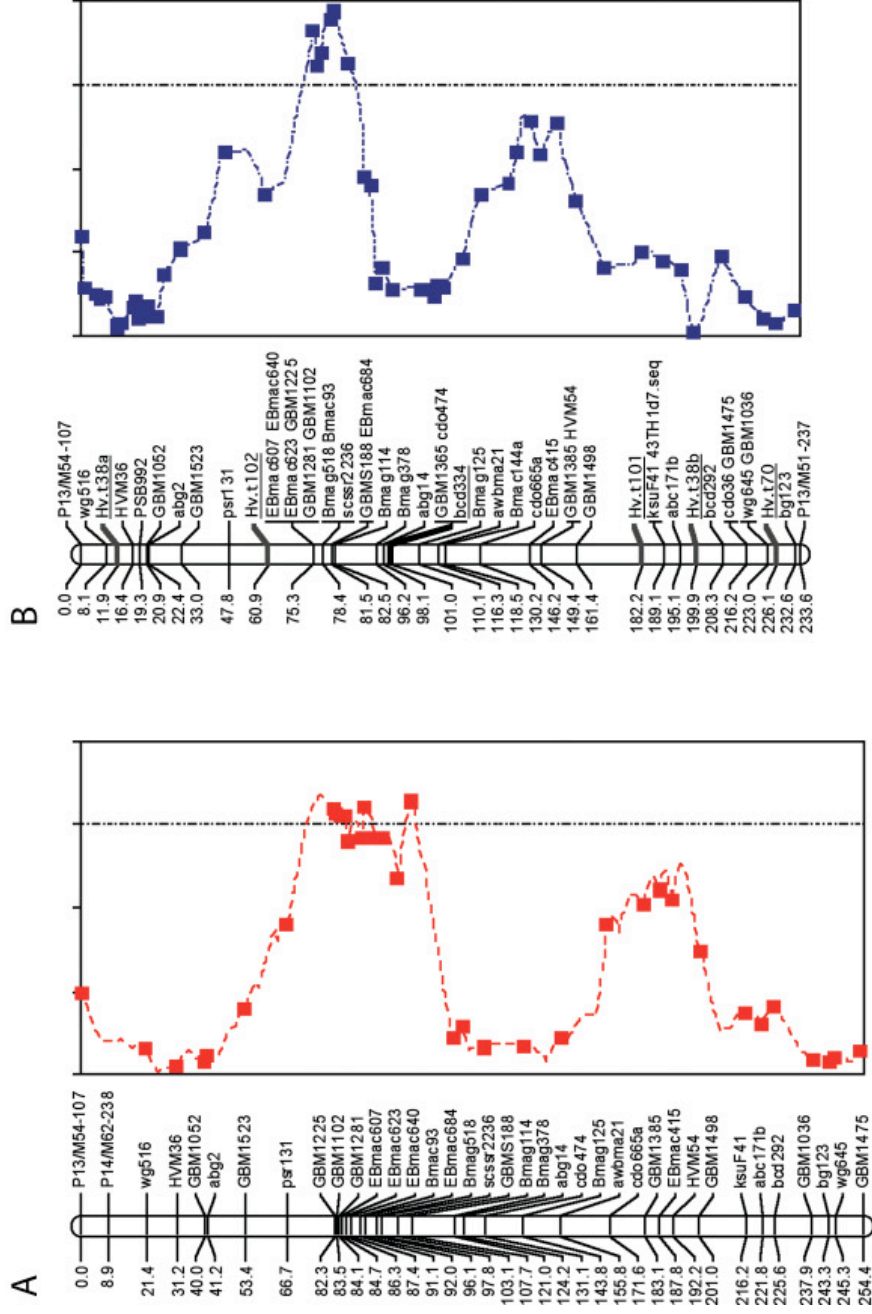 A
0.0
8.9
21.4
31.2
40.0
41.2
53.4
66.7
82.3
83.5
84.1
84.7
86.3
87.4
91.1
92.0
96.1
97.8
103.1
107.7
121.0
124.2
131.1
143.8
155.8
171.6
183.1
187.8
192.2
201.0
216.2
221.8
225.6
237.9
243.3
245.3
254.4
P13/M54-107
P14/M62-238
wg516
HVM36
GBM1052
abg2
GBM1523
psr131
GBM1225
GBM1102
GBM1281
EBmac607
EBmac623
EBmac640
Bmac93
EBmac684
Bmag518
scssr2236
GBMS188
Bmag114
Bmag378
abg14
cdo474
Bmag125
awbma21
cdo665a
GBM1385
EBmac415
HVM54
GBM1498
ksuF41
abc171b
bcd292
GBM1036
bg123
wg645
GBM1475
B
0.0
8.1
11.9
16.4
19.3
20.9
22.4
33.0
47.8
60.9
75.3
78.4
81.5
82.5
96.2
98.1
101.0
110.1
116.3
118.5
130.2
146.2
149.4
161.4
182.2
189.1
195.1
199.9
208.3
216.2
223.0
226.1
232.6
233.6
P13/M54-107
wg516
Hv.t38a
HVM36
PSB992
GBM1052
abg2
GBM1523
psr131
Hv.t102
EBmac607 EBmac640
EBmac623 GBM1225
GBM1281 GBM1102
Bmag518 Bmac93
scssr2236
GBMS188 EBmac684
Bmag114
Bmag378
abg14
GBM1365 cdo474
bcd334
Bmag125
awbma21
Bmac144a
cdo665a
EBmac415
GBM1385 HVM54
GBM1498
Hv.t101
ksuF41 43TH1d7.seq
abc171b
Hv.t38b
bcd292
cdo36 GBM1475
wg645 GBM1036
Hv.t70
bg123
P13/M51-237